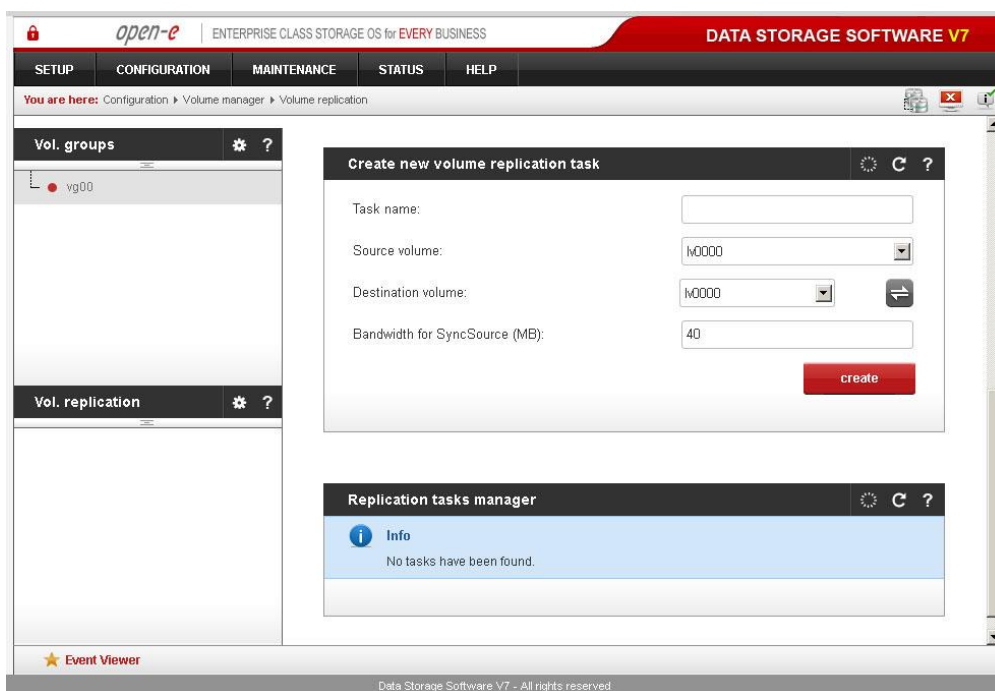 open-e ENTERPRISE CLASS STORAGE OS for EVERY BUSINESS DATA STORAGE SOFTWARE V7
SETUP CONFIGURATION MAINTENANCE STATUS HELP
You are here: Configuration Volume manager Volume replication
Vol. groups ?
vg00
Create new volume replication task ?
Task name:
Source volume: lv0000
Destination volume: lv0000
Bandwidth for SyncSource (MB): 40
create
Vol. replication ?
Replication tasks manager ?
i Info
No tasks have been found.
Event Viewer
Data Storage Software V7 - All rights reserved